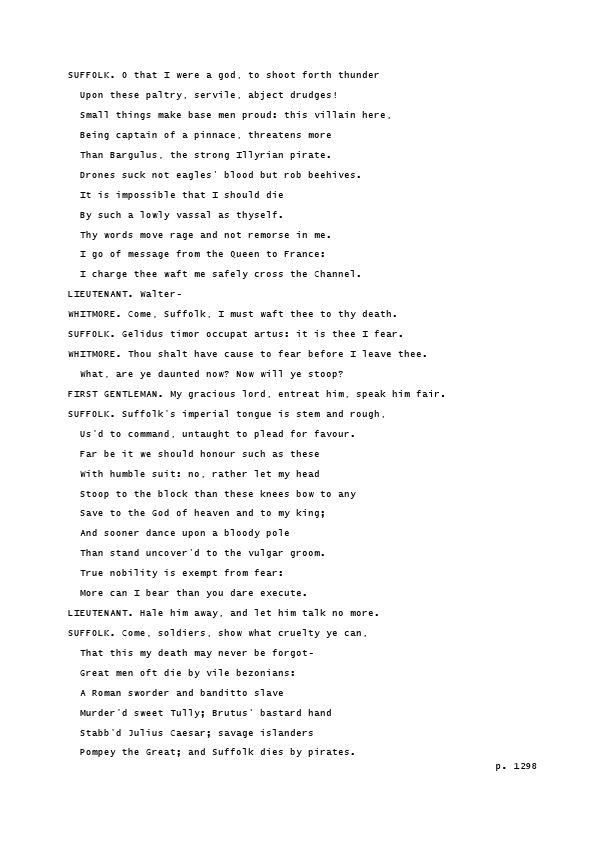 SUFFOLK. O that I were a god, to shoot forth thunder
Upon these paltry, servile, abject drudges!
Small things make base men proud: this villain here,
Being captain of a pinnace, threatens more
Than Bargulus, the strong Illyrian pirate.
Drones suck not eagles' blood but rob beehives.
It is impossible that I should die
By such a lowly vassal as thyself.
Thy words move rage and not remorse in me.
I go of message from the Queen to France:
I charge thee waft me safely cross the Channel.
LIEUTENANT. Walter-
WHITMORE. Come, Suffolk, I must waft thee to thy death.
SUFFOLK. Gelidus timor occupat artus: it is thee I fear.
WHITMORE. Thou shalt have cause to fear before I leave thee.
What, are ye daunted now? Now will ye stoop?
FIRST GENTLEMAN. My gracious lord, entreat him, speak him fair.
SUFFOLK. Suffolk's imperial tongue is stem and rough,
Us'd to command, untaught to plead for favour.
Far be it we should honour such as these
With humble suit: no, rather let my head
Stoop to the block than these knees bow to any
Save to the God of heaven and to my king;
And sooner dance upon a bloody pole
Than stand uncover'd to the vulgar groom.
True nobility is exempt from fear:
More can I bear than you dare execute.
LIEUTENANT. Hale him away, and let him talk no more.
SUFFOLK. Come, soldiers, show what cruelty ye can,
That this my death may never be forgot-
Great men oft die by vile bezonians:
A Roman sworder and banditto slave
Murder'd sweet Tully; Brutus' bastard hand
Stabb'd Julius Caesar; savage islanders
Pompey the Great; and Suffolk dies by pirates.
p. 1298